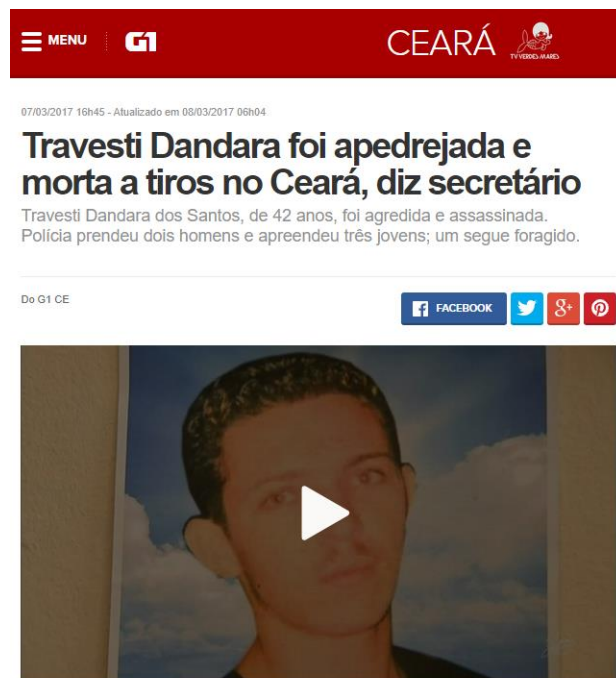 MENU
G1
CEARÁ
TV VERDES MARES
07/03/2017 16h45 - Atualizado em 08/03/2017 06h04
Travesti Dandara foi apedrejada e
morta a tiros no Ceará, diz secretário
Travesti Dandara dos Santos, de 42 anos, foi agredida e assassinada.
Polícia prendeu dois homens e apreendeu três jovens; um segue foragido.
Do G1 CE
FACEBOOK